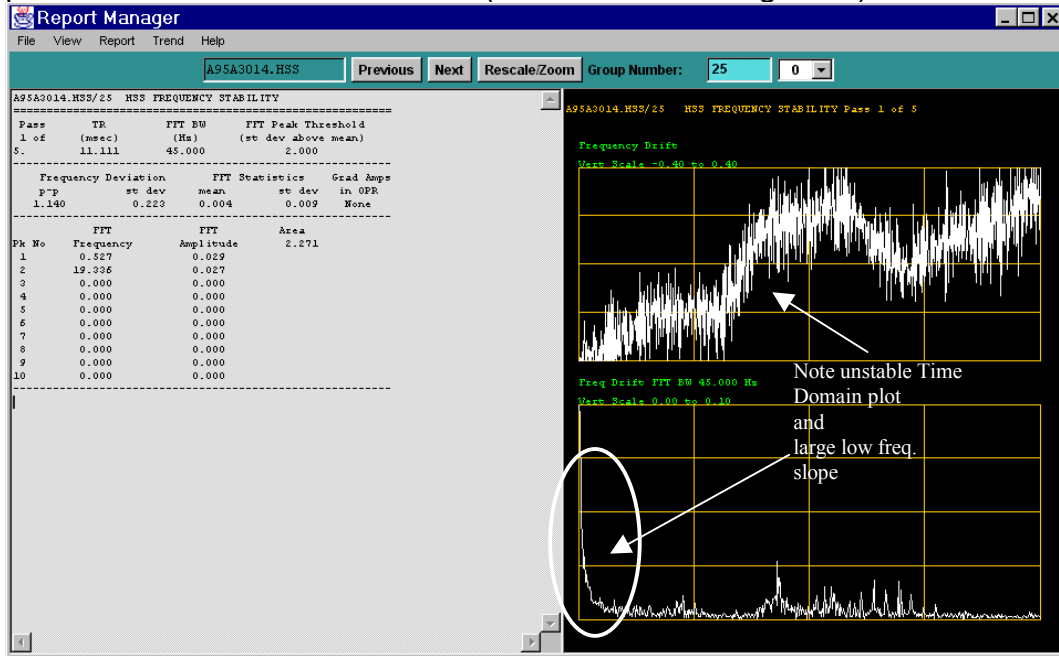 Report Manager
File View Report Trend Help
A95A3014.HSS Previous Next Rescale/Zoom Group Number: 25 0
A95A3014.HSS/25 HSS FREQUENCY STABILITY
Pass TR FFT BW FFT Peak Threshold
1 of (msec) (Hz) (st dev above mean)
5. 11.111 45.000 2.000
Frequency Deviation FFT Statistics Grad Amps
p-p st dev mean st dev in OPR
1.140 0.223 0.004 0.009 None
FFT FFT Area
Pk No Frequency Amplitude 2.271
1 0.527 0.029
2 19.336 0.027
3 0.000 0.000
4 0.000 0.000
5 0.000 0.000
6 0.000 0.000
7 0.000 0.000
8 0.000 0.000
9 0.000 0.000
10 0.000 0.000
A95A3014.HSS/25 HSS FREQUENCY STABILITY Pass 1 of 5
Frequency Drift
Vert Scale -0.40 to 0.40
Note unstable Time
Domain plot
and
large low freq.
slope
Freq Drift FFT BW 45.000 Hz
Vert Scale 0.00 to 0.10